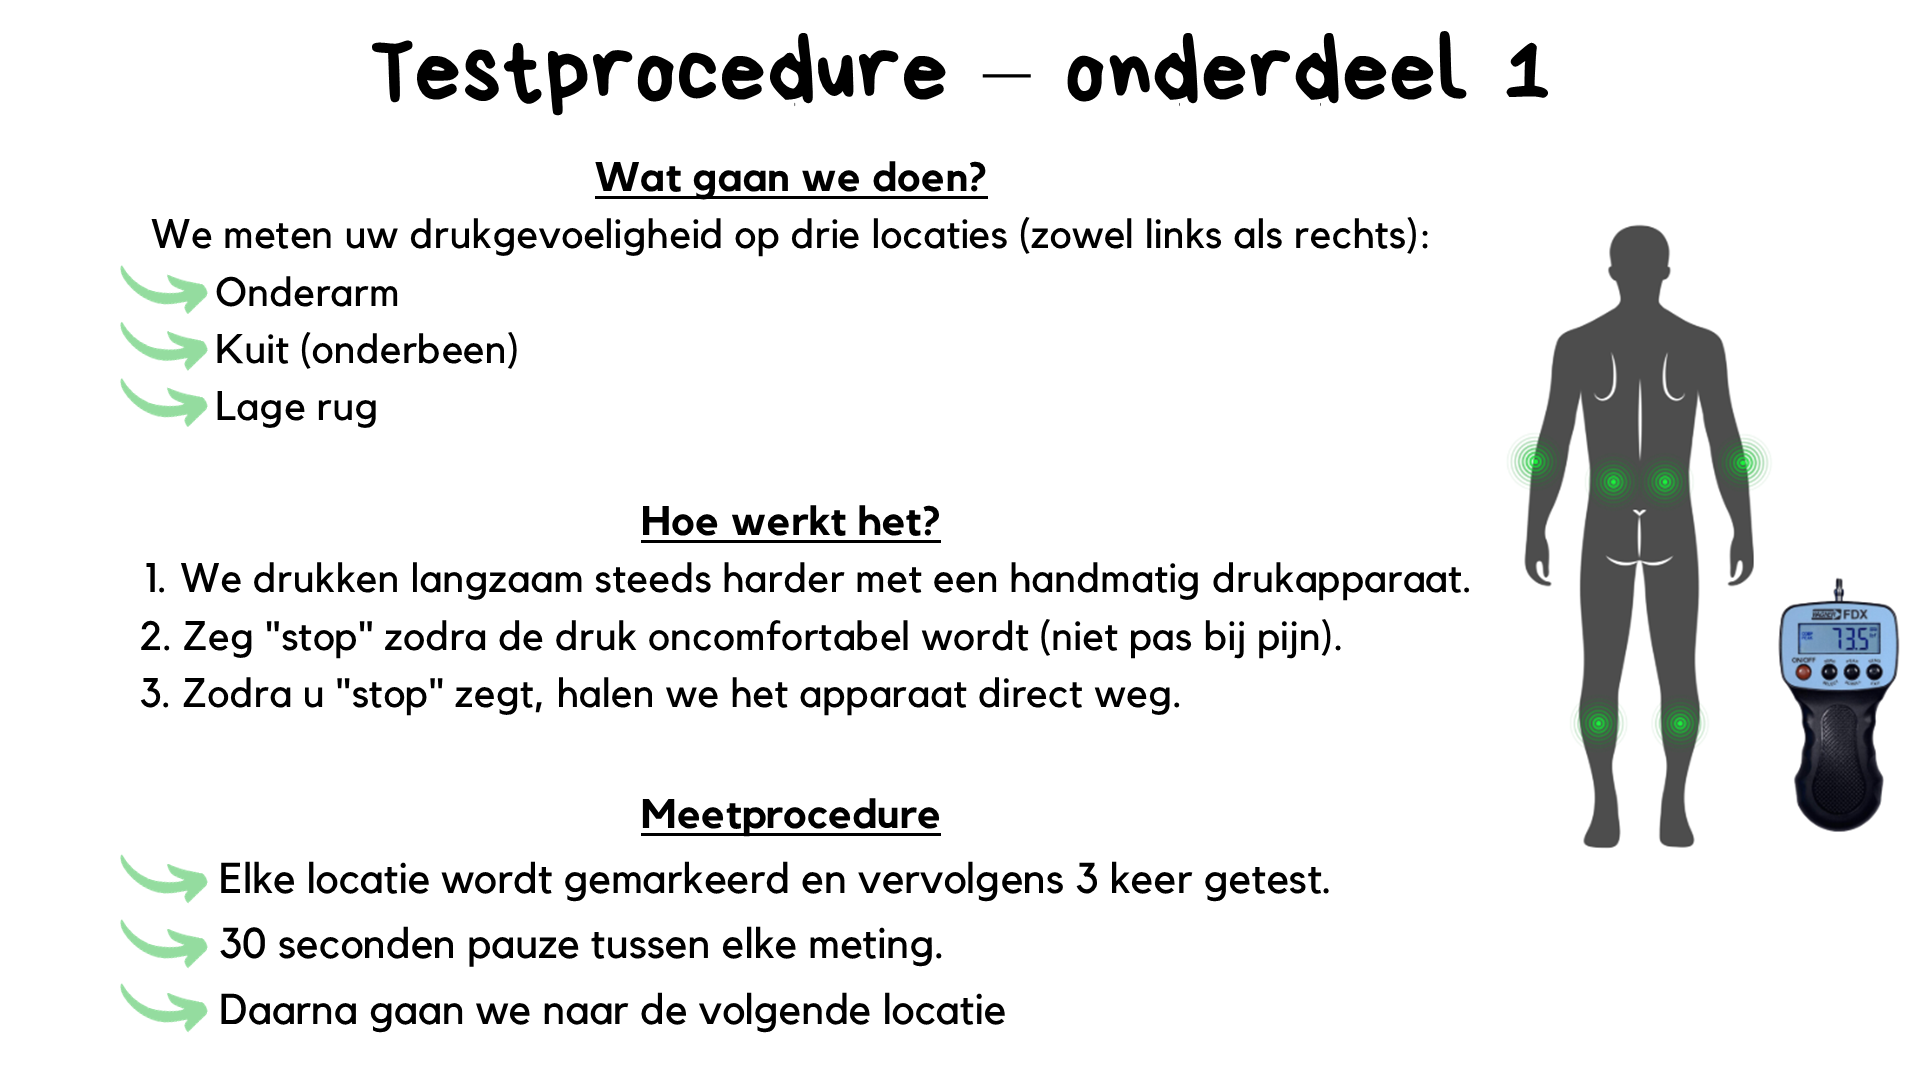 Testprocedure — onderdeel 1
Wat gaan we doen?
We meten uw drukgevoeligheid op drie locaties (zowel links als rechts):
Onderarm
Kuit (onderbeen)
Lage rug
Hoe werkt het?
1. We drukken langzaam steeds harder met een handmatig drukapparaat.
2. Zeg "stop" zodra de druk oncomfortabel wordt (niet pas bij pijn).
3. Zodra u "stop" zegt, halen we het apparaat direct weg.
FDX
73.5
ON/OFF
Meetprocedure
Elke locatie wordt gemarkeerd en vervolgens 3 keer getest.
30 seconden pauze tussen elke meting.
Daarna gaan we naar de volgende locatie